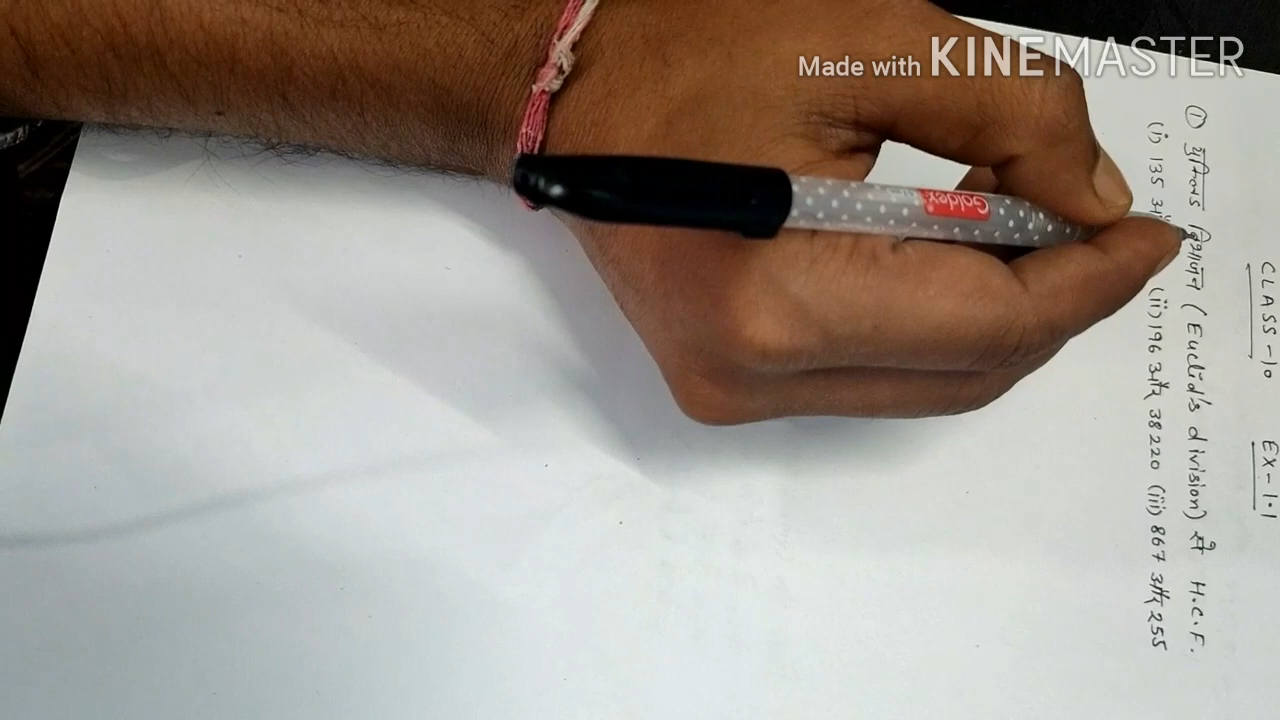 Made with KINEMASTER
CLASS-10 EX-1.1
① युक्लिड विभाजन (Euclid's division) से H.C.F.
(i) 135 (ii) 196 और 38220 (iii) 867 और 255
Goldex